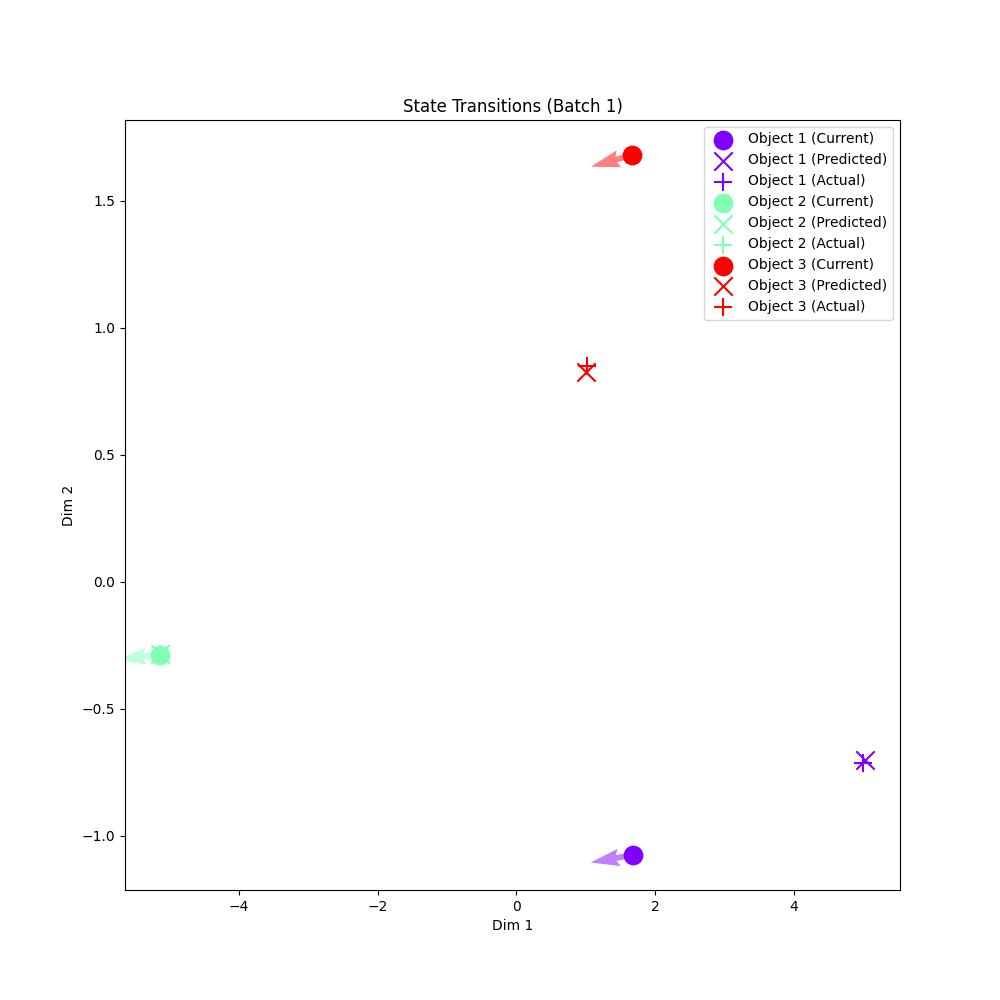 State Transitions (Batch 1)
Object 1 (Current)
Object 1 (Predicted)
Object 1 (Actual)
Object 2 (Current)
Object 2 (Predicted)
Object 2 (Actual)
Object 3 (Current)
Object 3 (Predicted)
Object 3 (Actual)
1.5
1.0
0.5
0.0
−0.5
−1.0
Dim 2
−4 −2 0 2 4
Dim 1